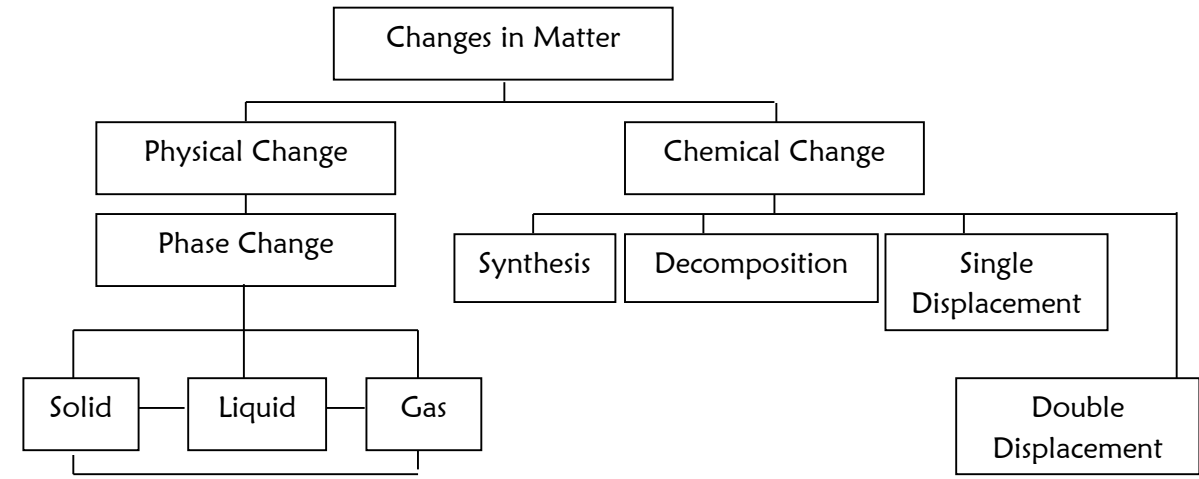 Changes in Matter
Physical Change
Chemical Change
Phase Change
Synthesis
Decomposition
Single
Displacement
Solid
Liquid
Gas
Double
Displacement